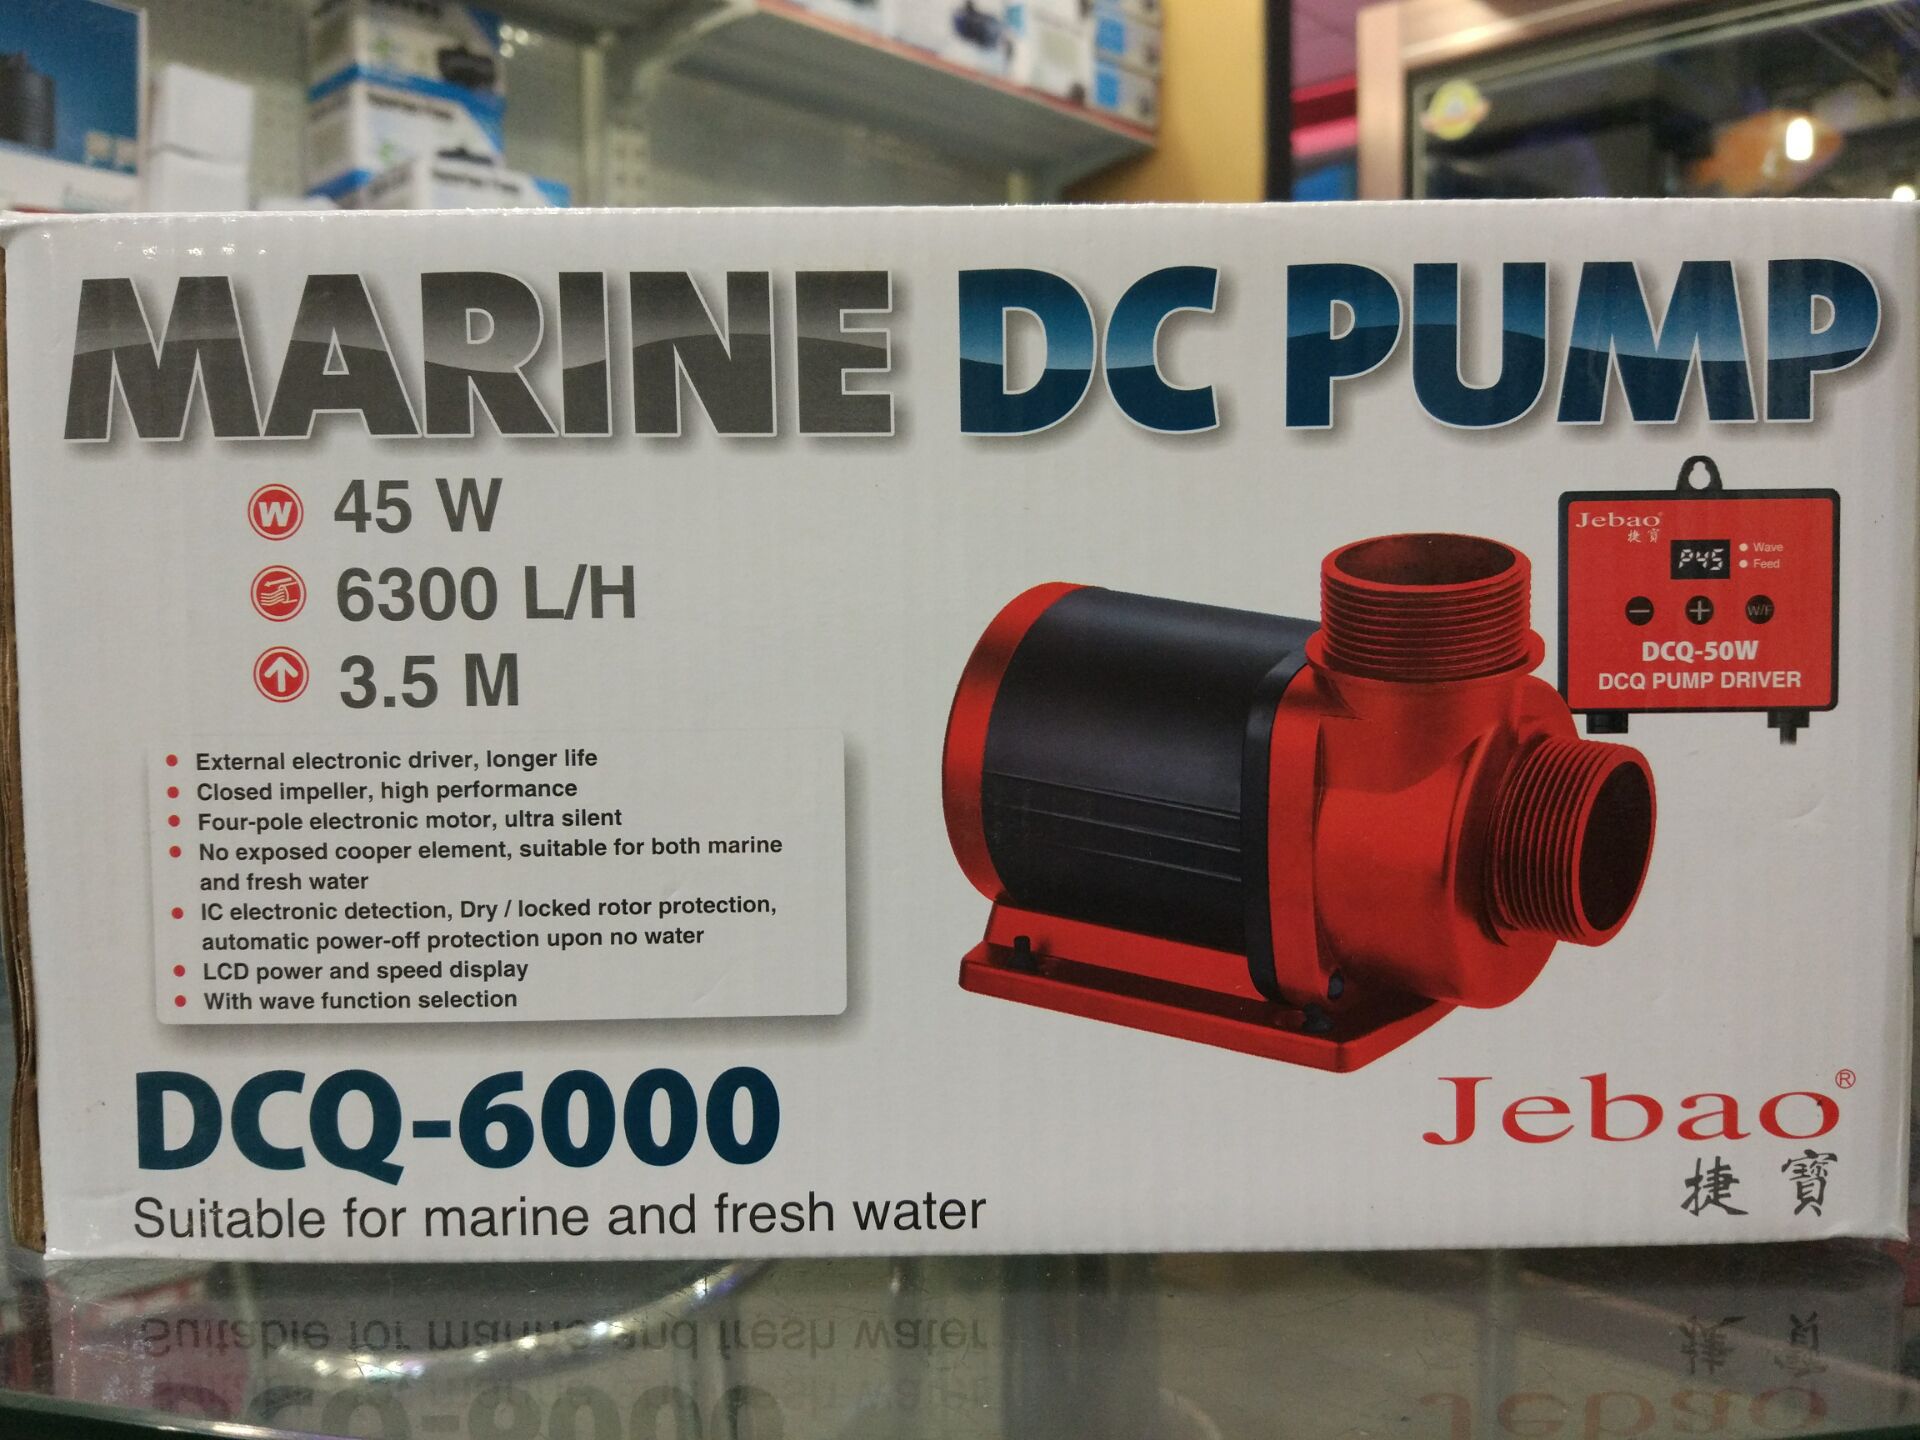 MARINE DC PUMP
W 45 W
6300 L/H
3.5 M
Jebao®
捷寶
P45
Wave
Feed
W/F
DCQ-50W
DCQ PUMP DRIVER
External electronic driver, longer life
Closed impeller, high performance
Four-pole electronic motor, ultra silent
No exposed cooper element, suitable for both marine
and fresh water
IC electronic detection, Dry / locked rotor protection,
automatic power-off protection upon no water
LCD power and speed display
With wave function selection
DCQ-6000
Suitable for marine and fresh water
Jebao®
捷寶